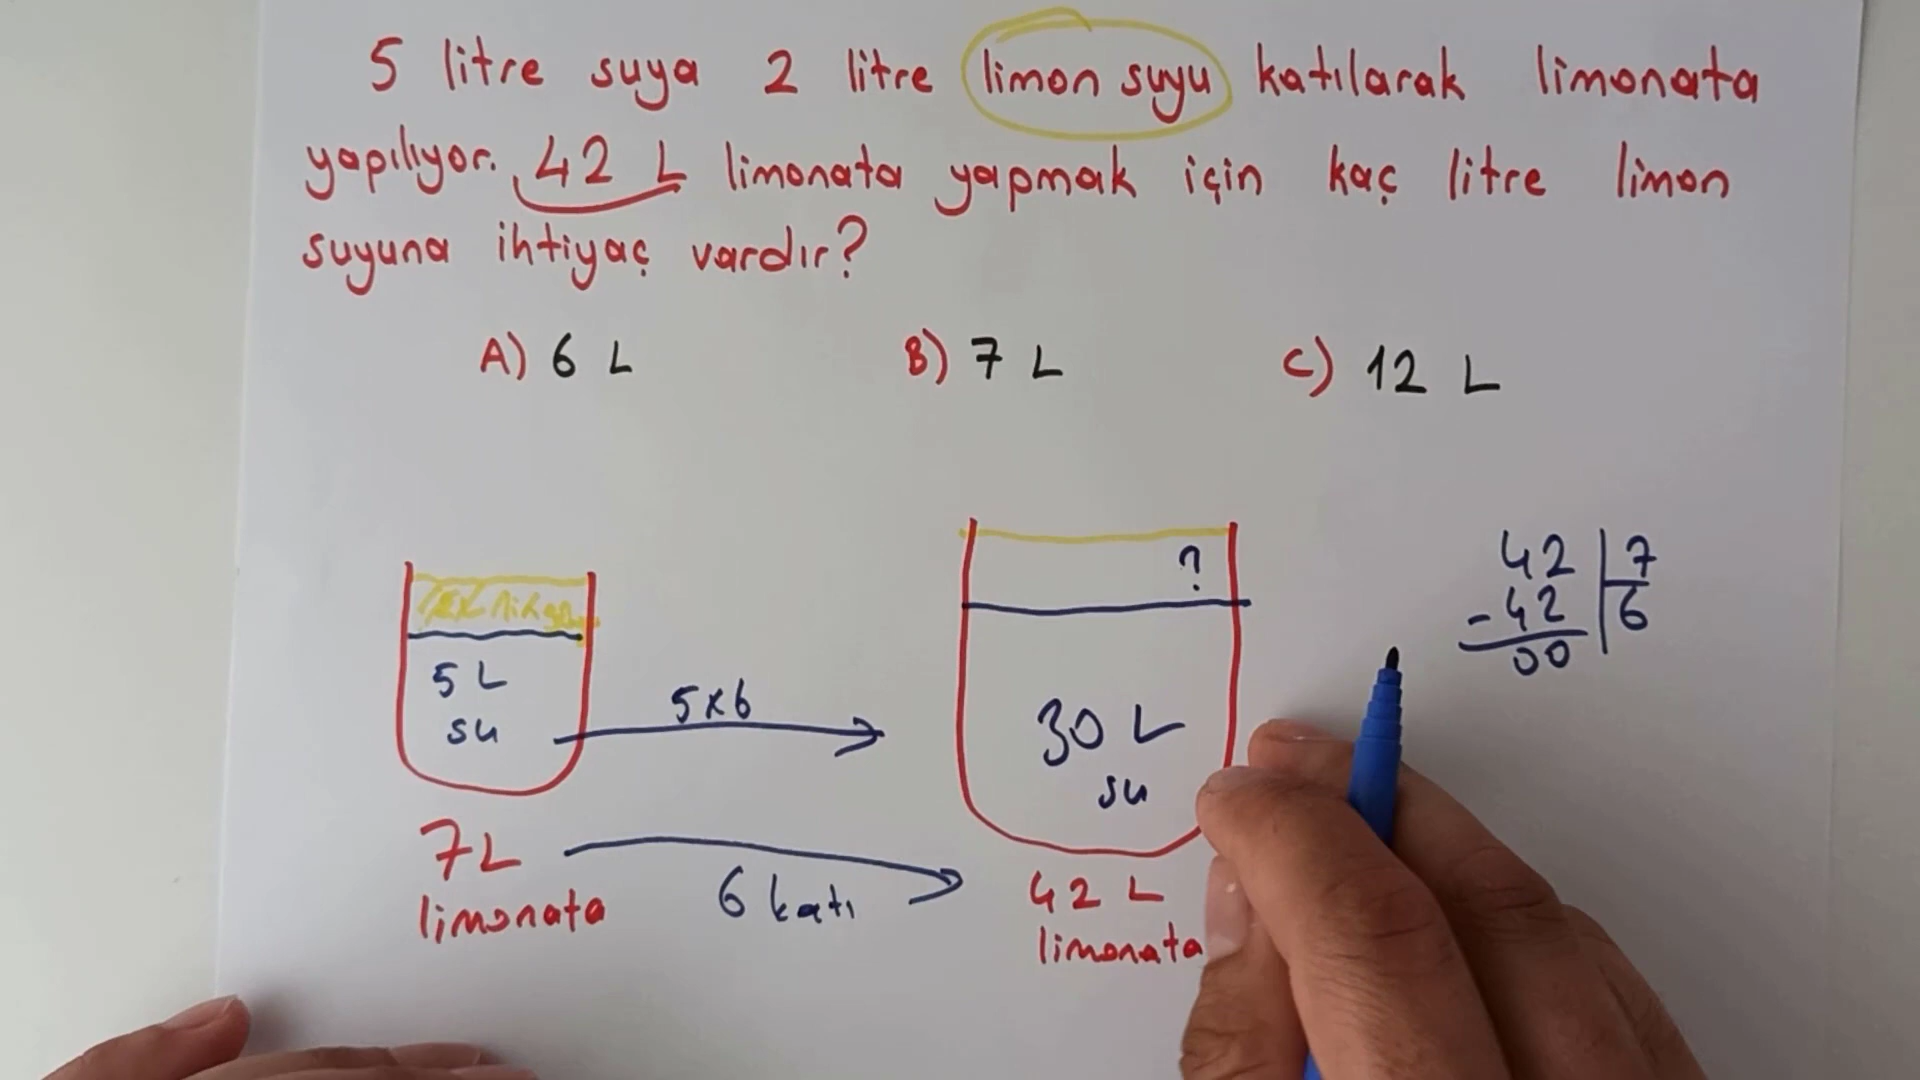 5 litre suya 2 litre limon suyu katılarak limonata
yapılıyor. 42 L limonata yapmak için kaç litre limon
suyuna ihtiyaç vardır?
A) 6 L B) 7 L C) 12 L
5 L
su
5x6
?
30 L
su
42 7
- 42 6
00
7L
limonata
6 katı
42 L
limonata